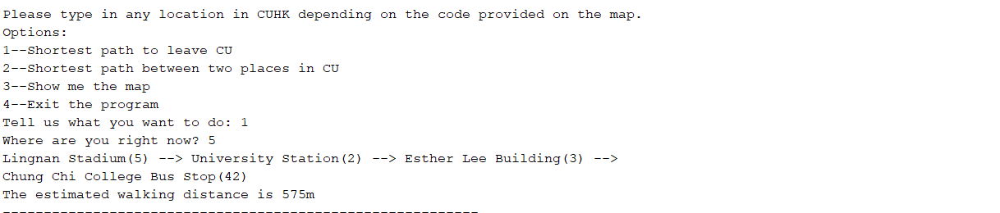 Please type in any location in CUHK depending on the code provided on the map.
Options:
1--Shortest path to leave CU
2--Shortest path between two places in CU
3--Show me the map
4--Exit the program
Tell us what you want to do: 1
Where are you right now? 5
Lingnan Stadium(5) --> University Station(2) --> Esther Lee Building(3) -->
Chung Chi College Bus Stop(42)
The estimated walking distance is 575m
----------------------------------------------------------